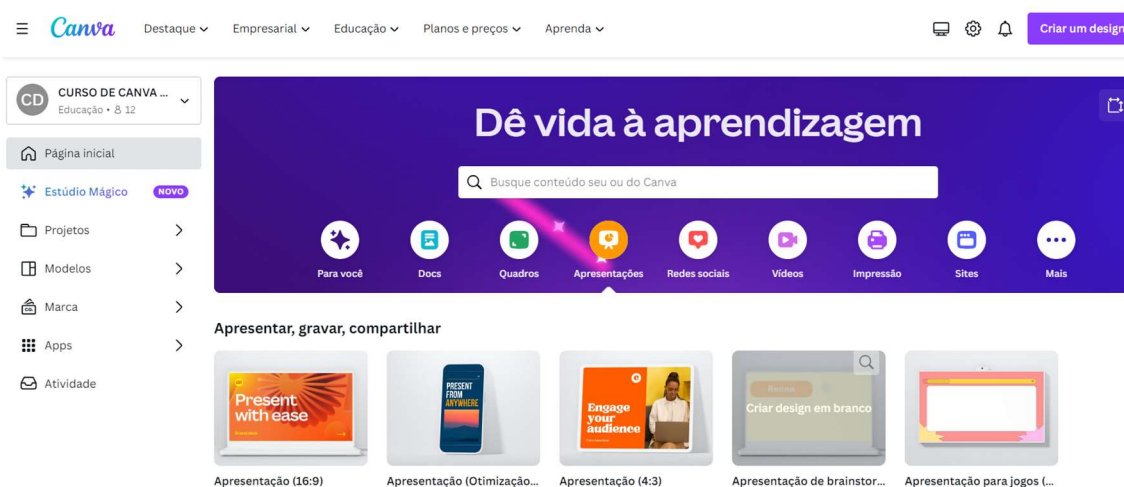 Canva Destaque Empresarial Educação Planos e preços Aprenda Criar um design
CD CURSO DE CANVA ...
Educação • 12
Página inicial
Estúdio Mágico NOVO
Projetos
Modelos
Marca
CO.
Apps
Atividade
Dê vida à aprendizagem
Busque conteúdo seu ou do Canva
Para você Docs Quadros Apresentações Redes sociais Vídeos Impressão Sites Mais
Apresentar, gravar, compartilhar
Present
with ease
Apresentação (16:9)
PRESENT
FROM
ANYWHERE
Apresentação (Otimização...
Engage
your
audience
Apresentação (4:3)
Criar design em branco
Apresentação de brainstor...
Apresentação para jogos (...